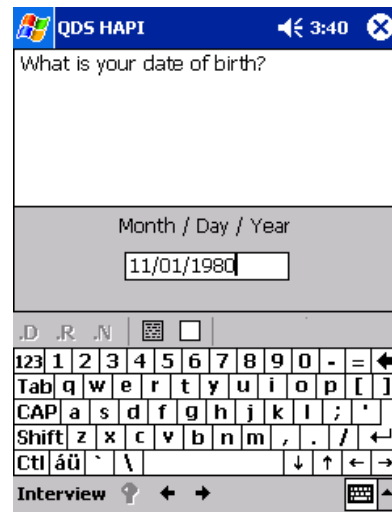 QDS HAPI 3:40
What is your date of birth?
Month / Day / Year
11/01/1980
.D .R .N
123 1 2 3 4 5 6 7 8 9 0 - =
Tab q w e r t y u i o p [ ]
CAP a s d f g h j k l ; '
Shift z x c v b n m , . /
Ctl áü ` \
Interview